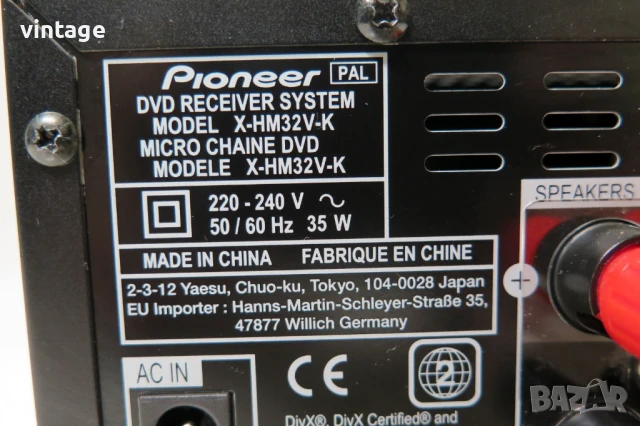 vintage
Pioneer PAL
DVD RECEIVER SYSTEM
MODEL X-HM32V-K
MICRO CHAINE DVD
MODELE X-HM32V-K
220 - 240 V ~
50 / 60 Hz 35 W
MADE IN CHINA FABRIQUE EN CHINE
2-3-12 Yaesu, Chuo-ku, Tokyo, 104-0028 Japan
EU Importer : Hanns-Martin-Schleyer-Straße 35,
47877 Willich Germany
SPEAKERS
+
AC IN
CE
2
DivX®, DivX Certified® and
BAZAR